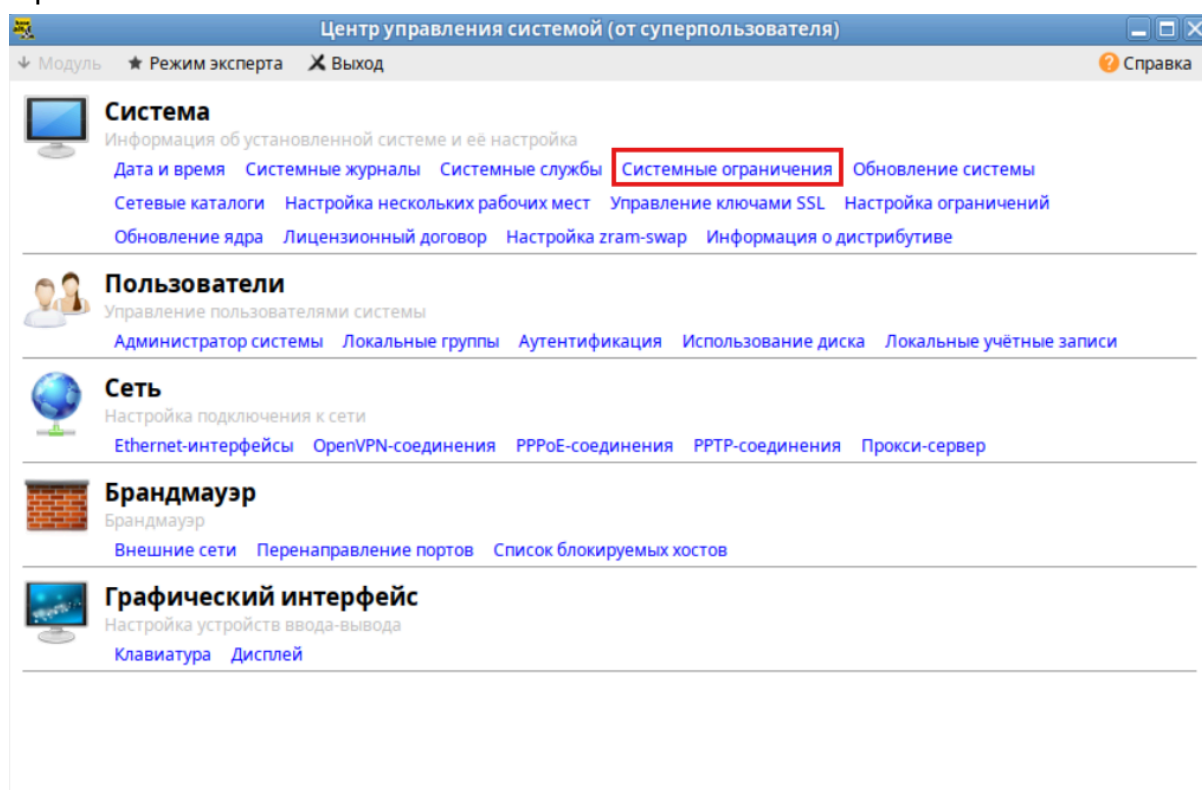 Центр управления системой (от суперпользователя)
Модуль Режим эксперта Выход Справка
Система
Информация об установленной системе и её настройка
Дата и время Системные журналы Системные службы Системные ограничения Обновление системы
Сетевые каталоги Настройка нескольких рабочих мест Управление ключами SSL Настройка ограничений
Обновление ядра Лицензионный договор Настройка zram-swap Информация о дистрибутиве
Пользователи
Управление пользователями системы
Администратор системы Локальные группы Аутентификация Использование диска Локальные учётные записи
Сеть
Настройка подключения к сети
Ethernet-интерфейсы OpenVPN-соединения PPPoE-соединения PPTP-соединения Прокси-сервер
Брандмауэр
Брандмауэр
Внешние сети Перенаправление портов Список блокируемых хостов
Графический интерфейс
Настройка устройств ввода-вывода
Клавиатура Дисплей